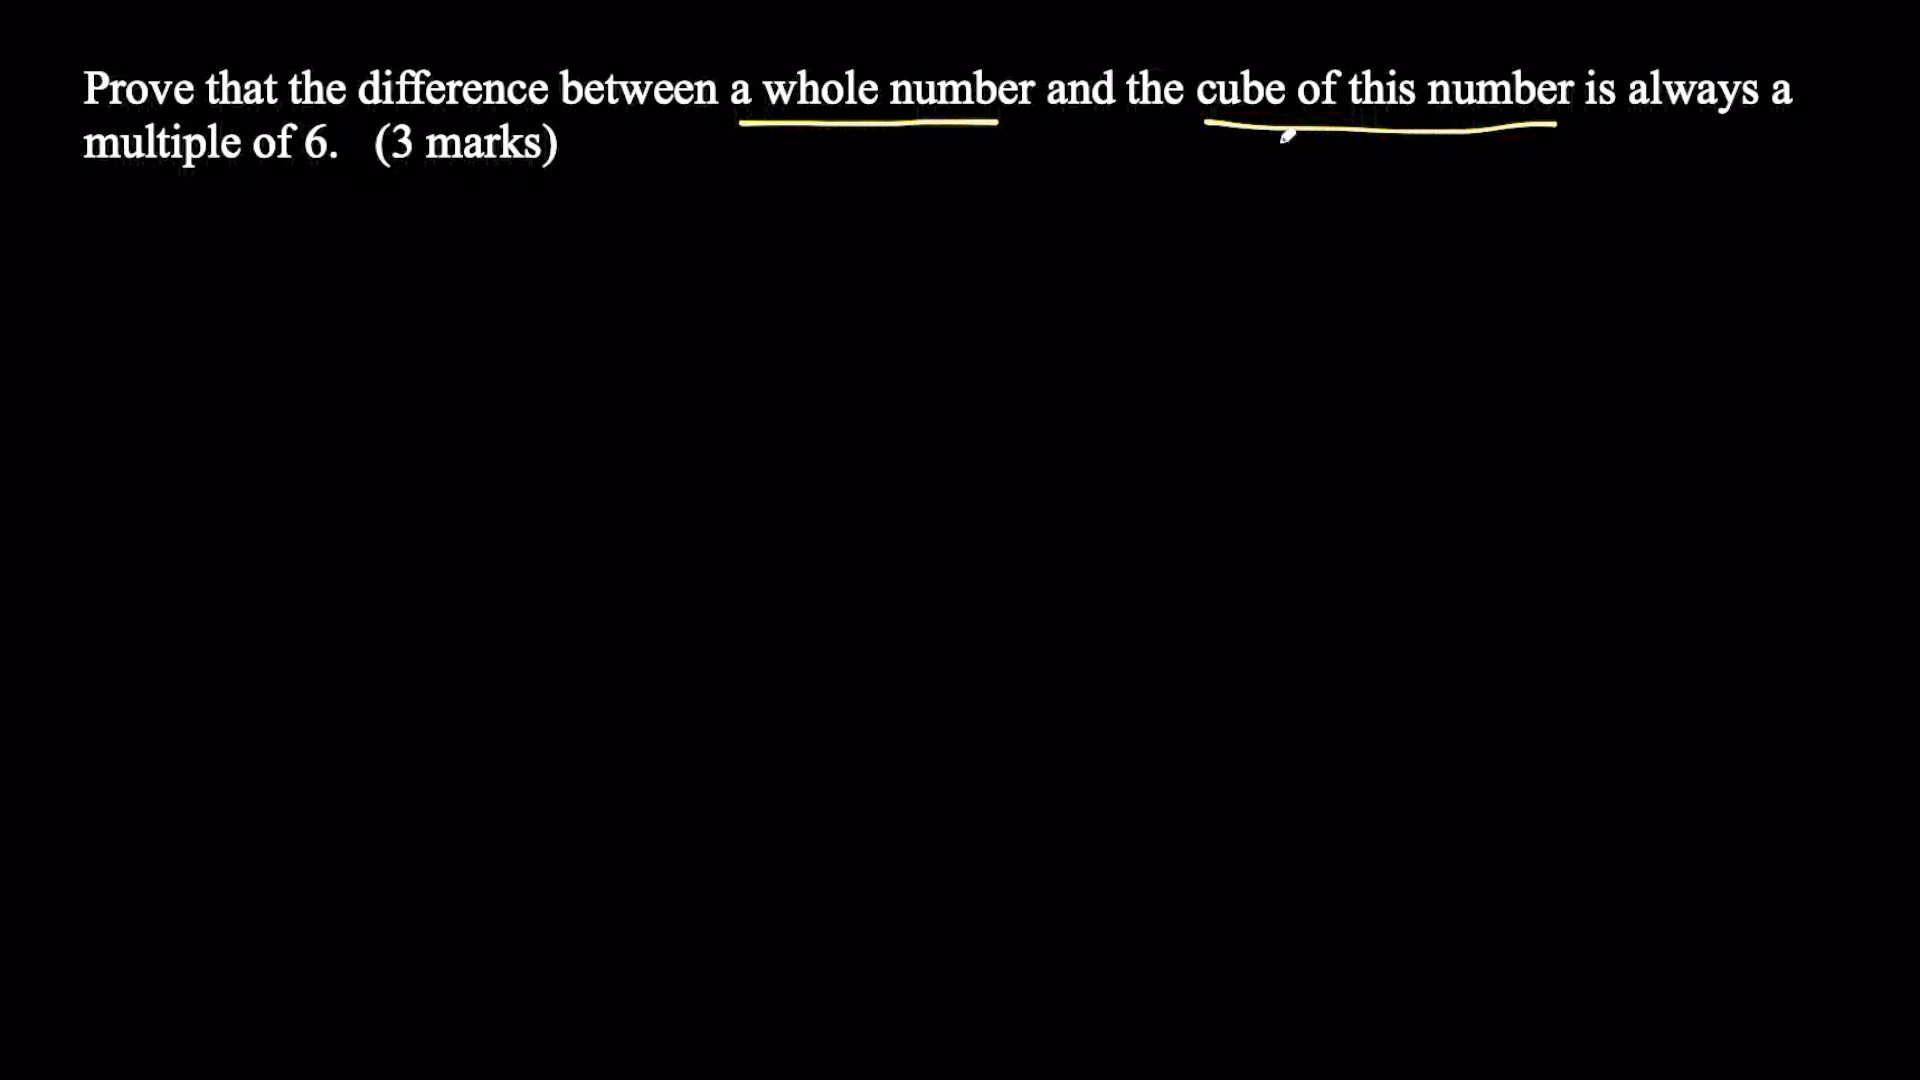 Prove that the difference between a whole number and the cube of this number is always a
multiple of 6. (3 marks)